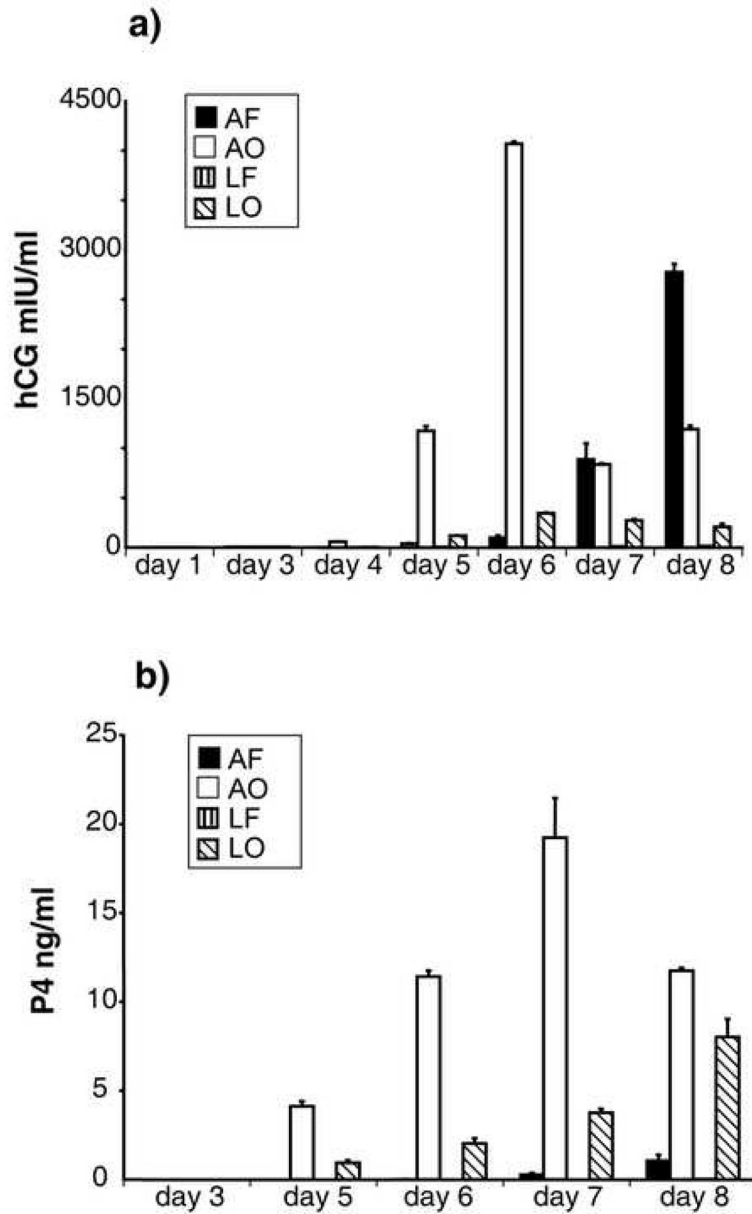 a)
4500
3000
1500
0
hCG mIU/ml
AF
AO
LF
LO
day 1 day 3 day 4 day 5 day 6 day 7 day 8
b)
25
20
15
10
5
0
P4 ng/ml
AF
AO
LF
LO
day 3 day 5 day 6 day 7 day 8